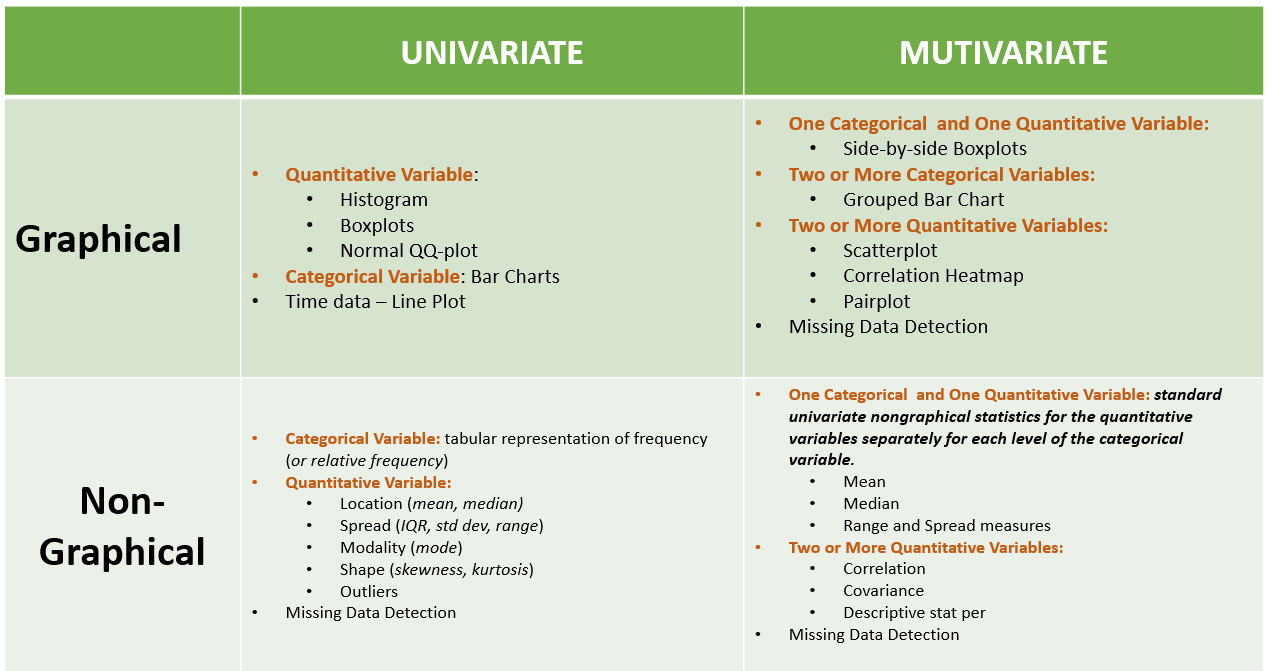 UNIVARIATE
MUTIVARIATE
Graphical
• Quantitative Variable:
• Histogram
• Boxplots
• Normal QQ-plot
• Categorical Variable: Bar Charts
• Time data – Line Plot
• One Categorical and One Quantitative Variable:
• Side-by-side Boxplots
• Two or More Categorical Variables:
• Grouped Bar Chart
• Two or More Quantitative Variables:
• Scatterplot
• Correlation Heatmap
• Pairplot
• Missing Data Detection
Non-
Graphical
• Categorical Variable: tabular representation of frequency
(or relative frequency)
• Quantitative Variable:
• Location (mean, median)
• Spread (IQR, std dev, range)
• Modality (mode)
• Shape (skewness, kurtosis)
• Outliers
• Missing Data Detection
• One Categorical and One Quantitative Variable: standard
univariate nongraphical statistics for the quantitative
variables separately for each level of the categorical
variable.
• Mean
• Median
• Range and Spread measures
• Two or More Quantitative Variables:
• Correlation
• Covariance
• Descriptive stat per
• Missing Data Detection